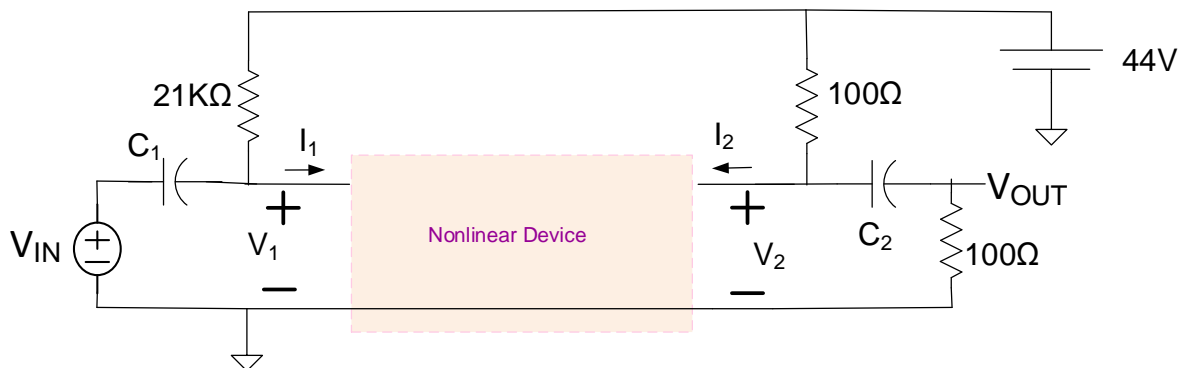 44V
21KΩ
100Ω
C1
I1
I2
VIN
V1
Nonlinear Device
V2
C2
VOUT
100Ω